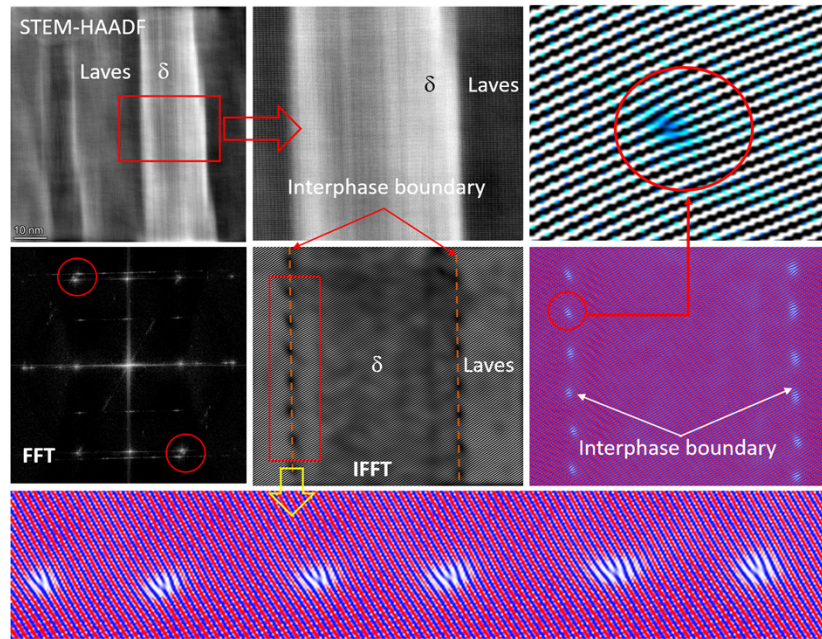 STEM-HAADF
Laves δ
10 nm
δ
Laves
Interphase boundary
FFT
δ
Laves
IFFT
Interphase boundary